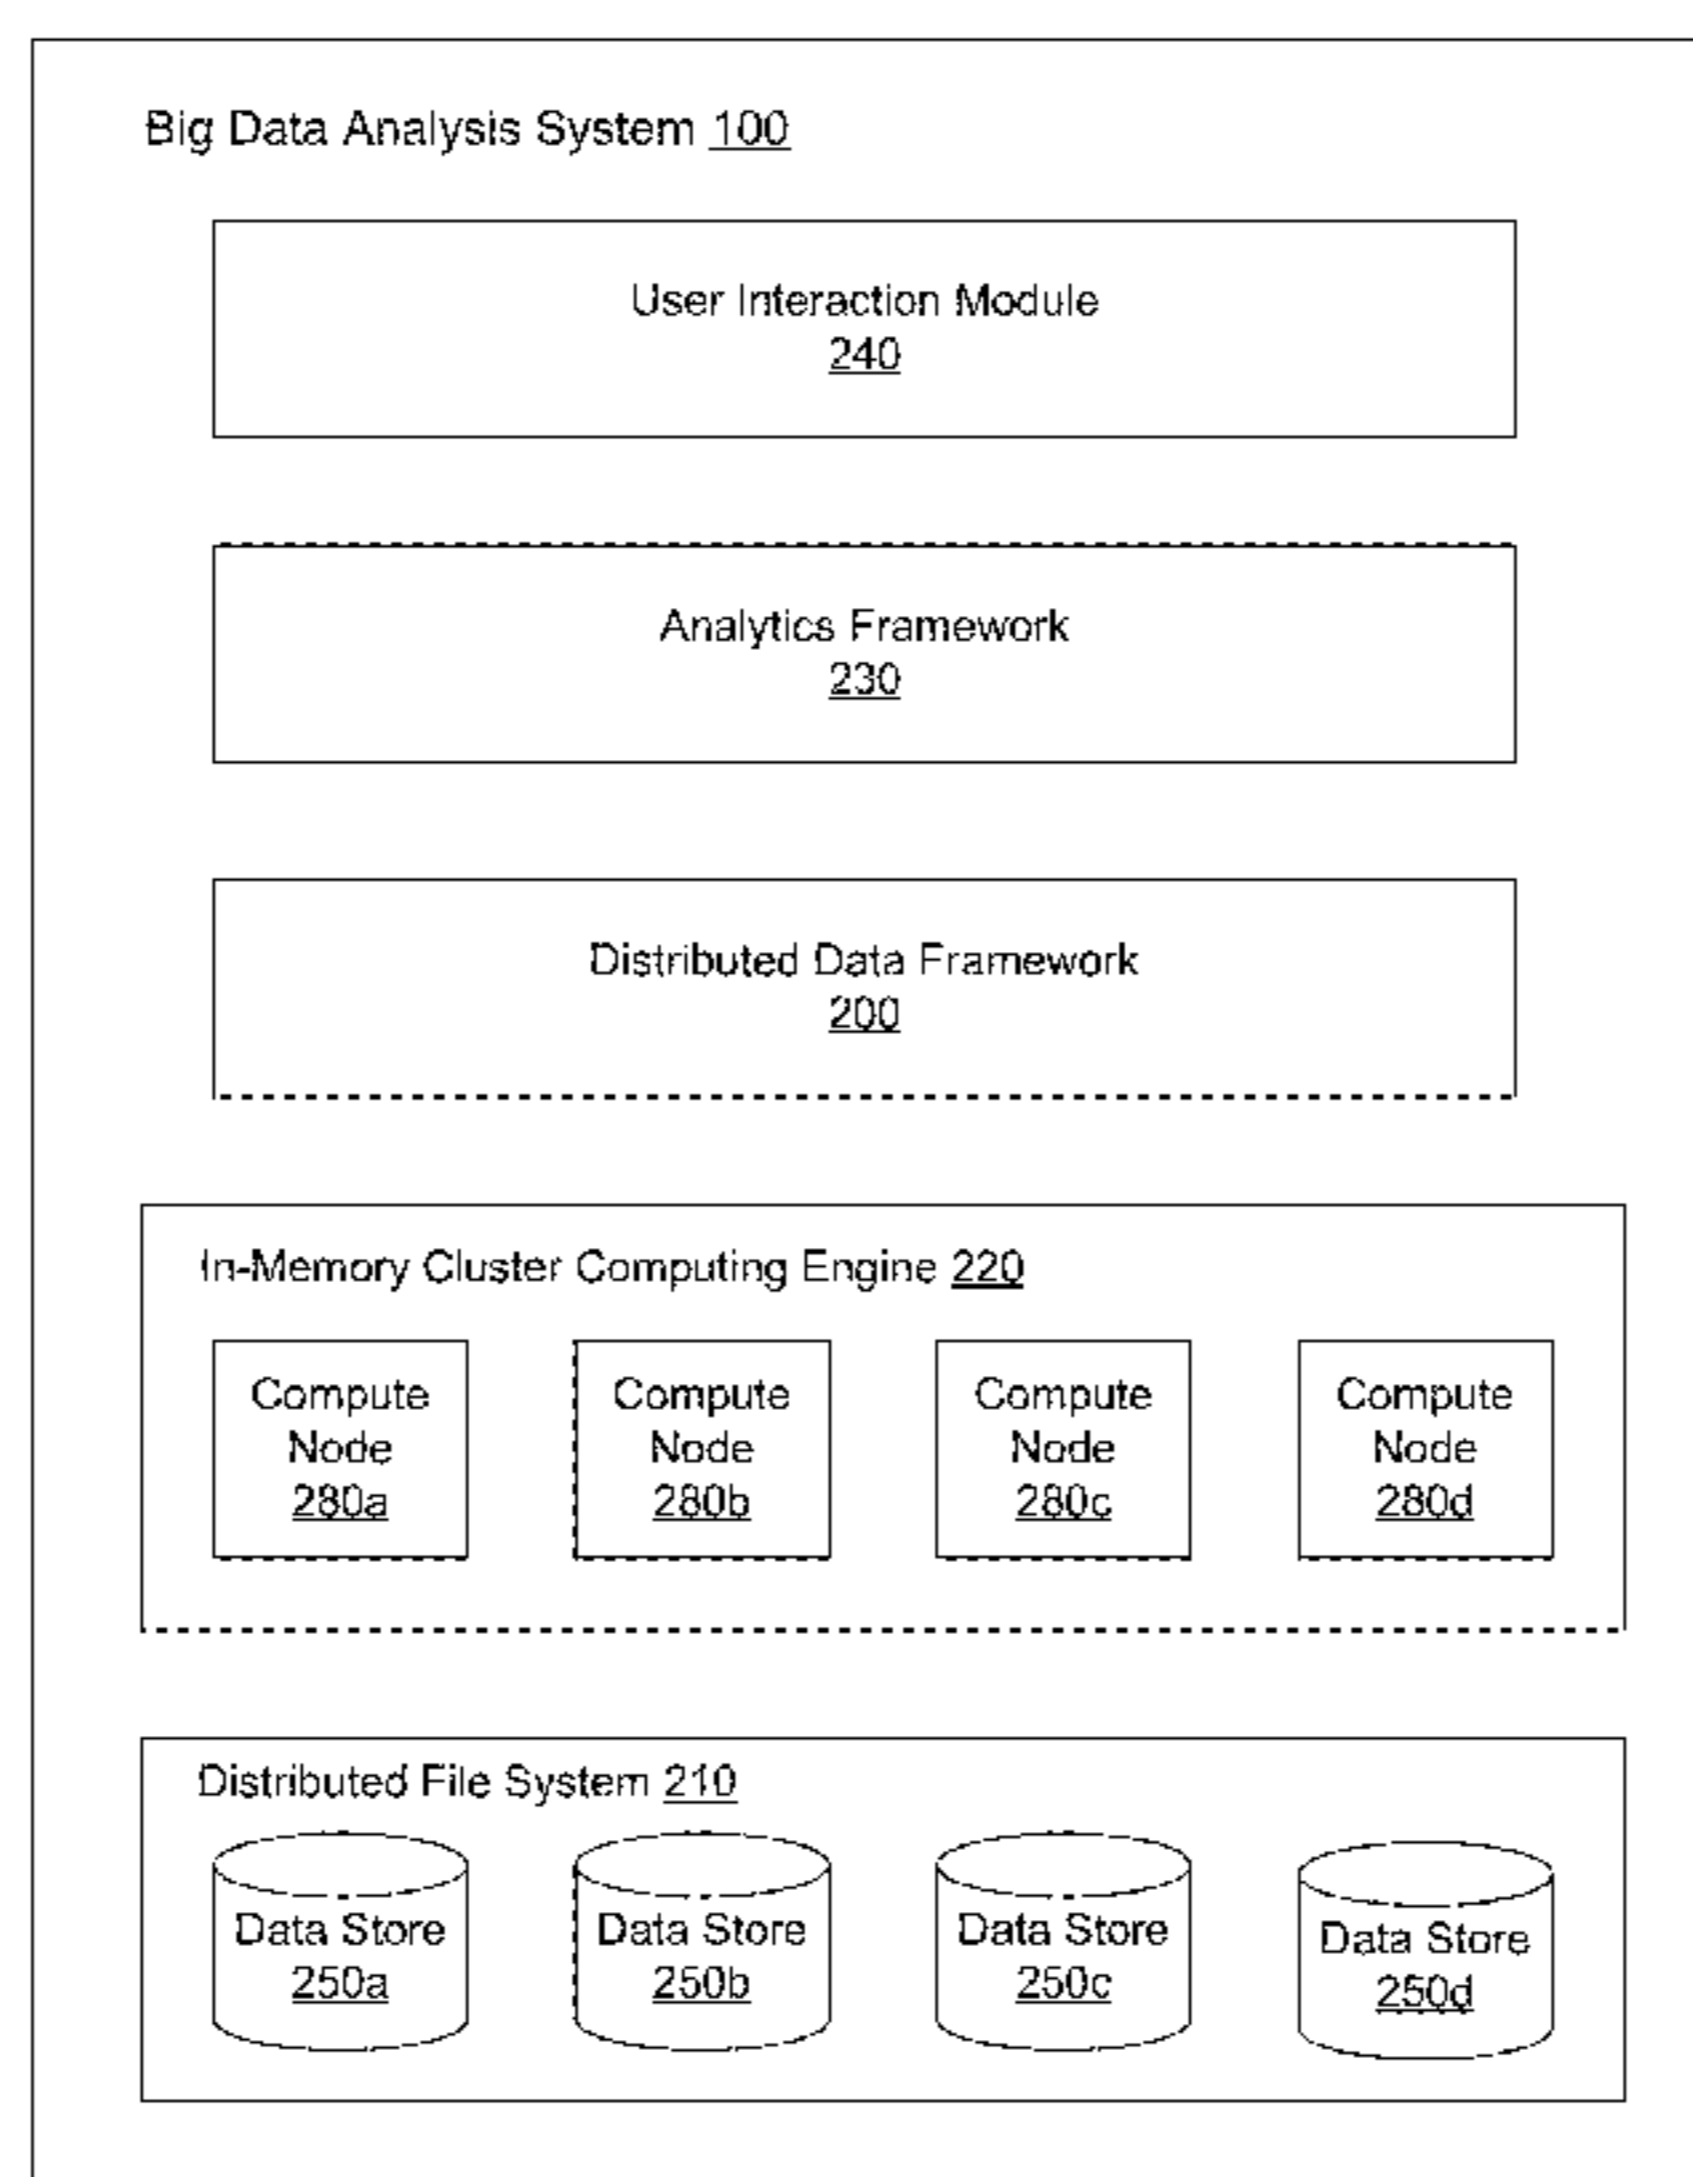 Big Data Analysis System 100
User Interaction Module
240
Analytics Framework
230
Distributed Data Framework
200
In-Memory Cluster Computing Engine 220
Compute
Node
280a
Compute
Node
280b
Compute
Node
280c
Compute
Node
280d
Distributed File System 210
Data Store
250a
Data Store
250b
Data Store
250c
Data Store
250d